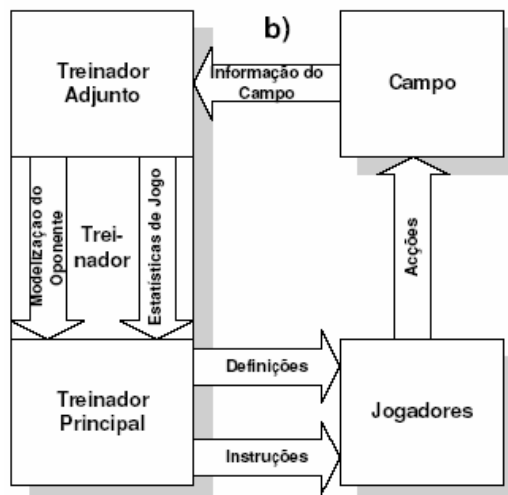 b)
Treinador
Adjunto
Informação do
Campo
Campo
Modelização do
Oponente
Trei-
nador
Estatísticas de Jogo
Acções
Treinador
Principal
Definições
Instruções
Jogadores